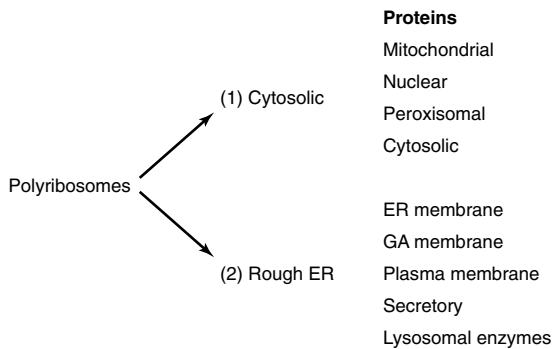 Proteins
Mitochondrial
Nuclear
(1) Cytosolic
Peroxisomal
Cytosolic
Polyribosomes
ER membrane
GA membrane
(2) Rough ER
Plasma membrane
Secretory
Lysosomal enzymes